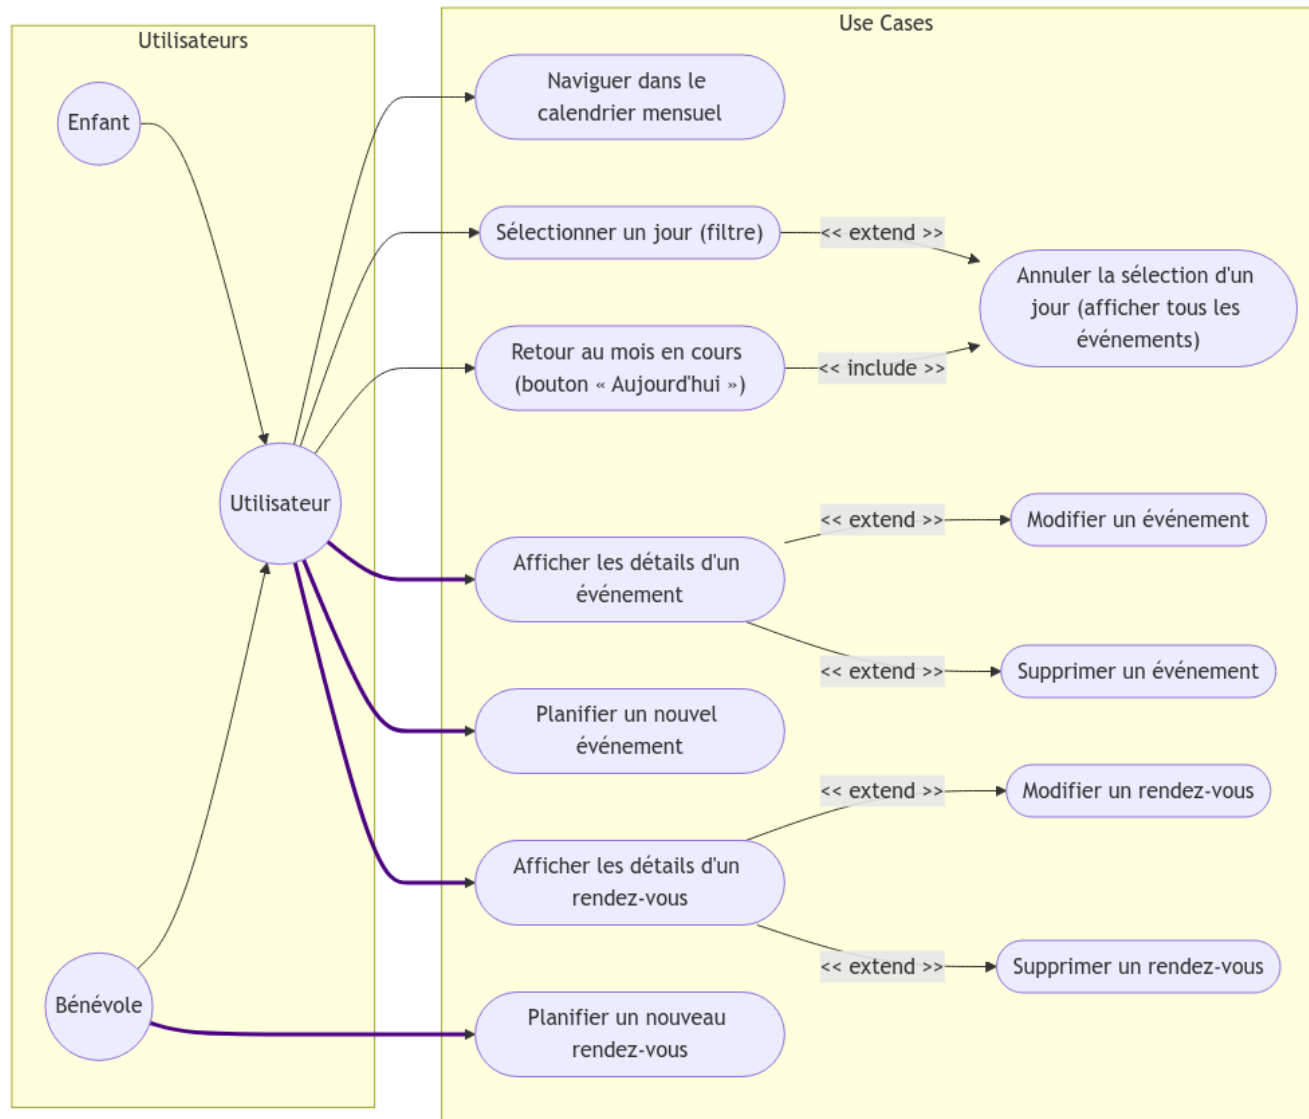 Utilisateurs
Use Cases
Enfant
Utilisateur
Bénévole
Naviguer dans le
calendrier mensuel
Sélectionner un jour (filtre)
<< extend >>
Annuler la sélection d'un
jour (afficher tous les
événements)
Retour au mois en cours
(bouton « Aujourd'hui »)
<< include >>
Afficher les détails d'un
événement
<< extend >>
Modifier un événement
<< extend >>
Supprimer un événement
Planifier un nouvel
événement
Afficher les détails d'un
rendez-vous
<< extend >>
Modifier un rendez-vous
<< extend >>
Supprimer un rendez-vous
Planifier un nouveau
rendez-vous